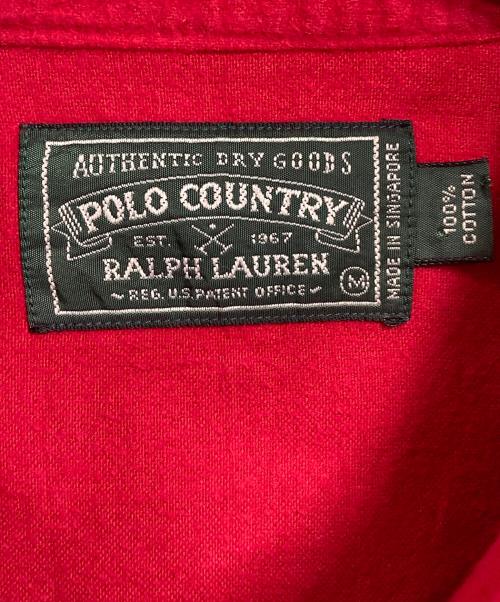 AUTHENTIC DRY GOODS
POLO COUNTRY
EST. 1967
RALPH LAUREN
~ REG. U.S. PATENT OFFICE ~
M
MADE IN SINGAPORE
100%
COTTON